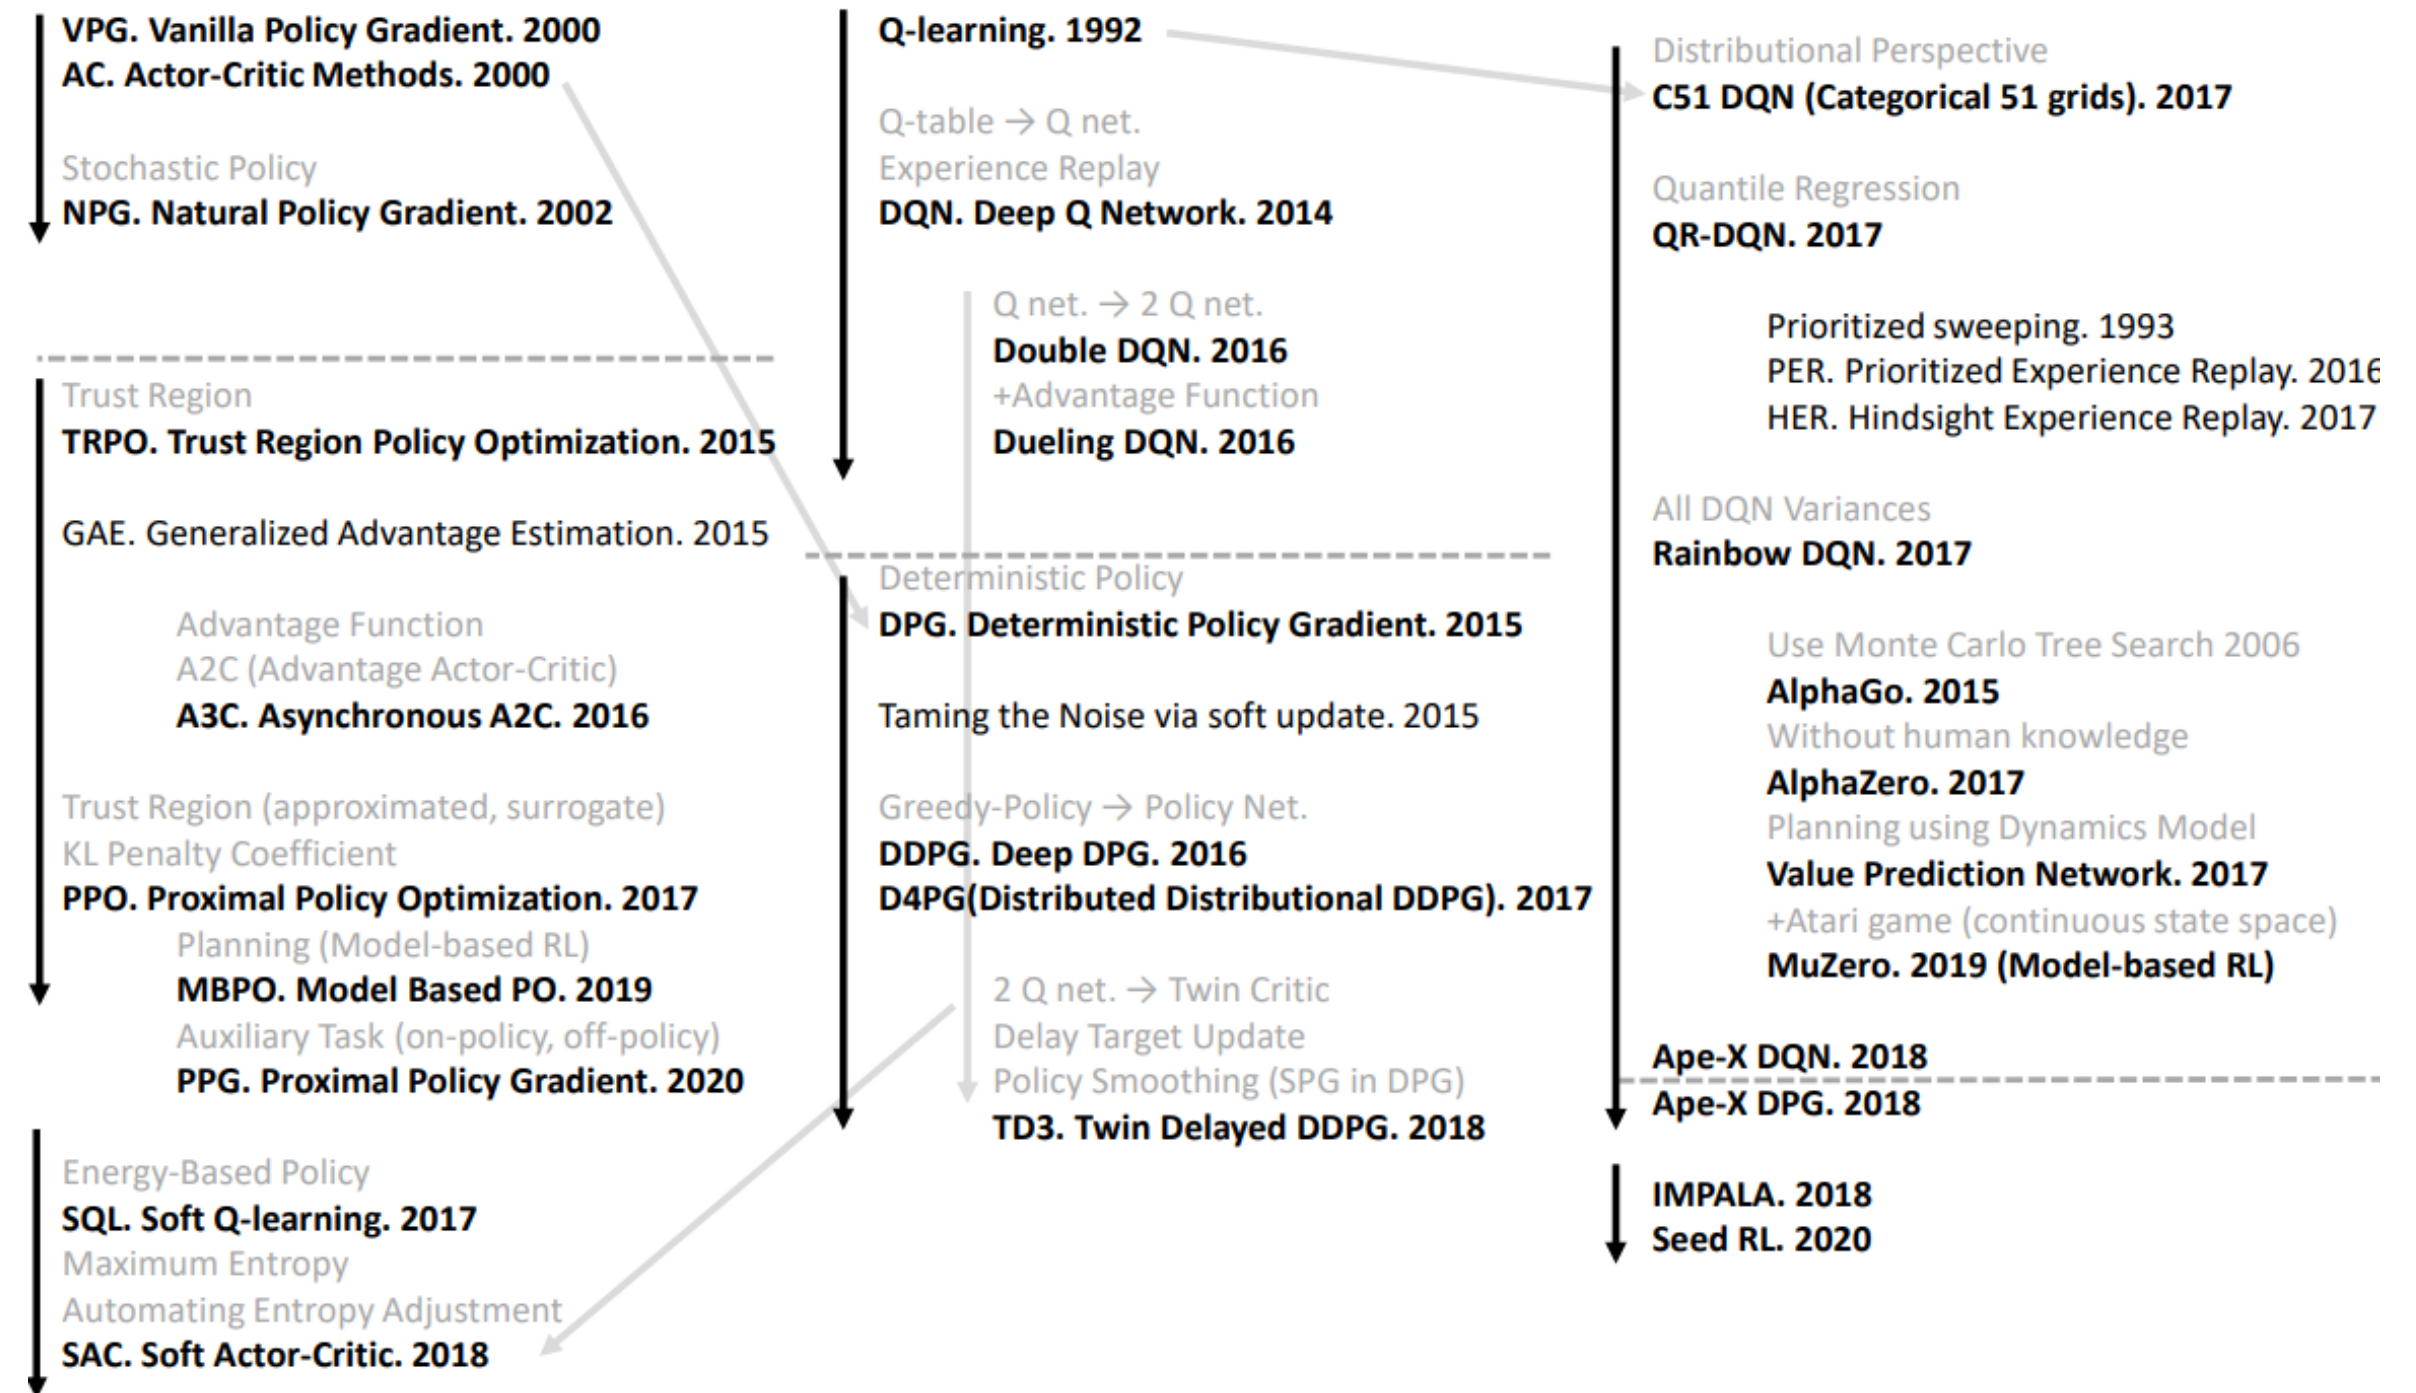 VPG. Vanilla Policy Gradient. 2000
AC. Actor-Critic Methods. 2000
Stochastic Policy
NPG. Natural Policy Gradient. 2002
Trust Region
TRPO. Trust Region Policy Optimization. 2015
GAE. Generalized Advantage Estimation. 2015
Advantage Function
A2C (Advantage Actor-Critic)
A3C. Asynchronous A2C. 2016
Trust Region (approximated, surrogate)
KL Penalty Coefficient
PPO. Proximal Policy Optimization. 2017
Planning (Model-based RL)
MBPO. Model Based PO. 2019
Auxiliary Task (on-policy, off-policy)
PPG. Proximal Policy Gradient. 2020
Energy-Based Policy
SQL. Soft Q-learning. 2017
Maximum Entropy
Automating Entropy Adjustment
SAC. Soft Actor-Critic. 2018
Q-learning. 1992
Q-table → Q net.
Experience Replay
DQN. Deep Q Network. 2014
Q net. → 2 Q net.
Double DQN. 2016
+Advantage Function
Dueling DQN. 2016
Deterministic Policy
DPG. Deterministic Policy Gradient. 2015
Taming the Noise via soft update. 2015
Greedy-Policy → Policy Net.
DDPG. Deep DPG. 2016
D4PG(Distributed Distributional DDPG). 2017
2 Q net. → Twin Critic
Delay Target Update
Policy Smoothing (SPG in DPG)
TD3. Twin Delayed DDPG. 2018
Distributional Perspective
C51 DQN (Categorical 51 grids). 2017
Quantile Regression
QR-DQN. 2017
Prioritized sweeping. 1993
PER. Prioritized Experience Replay. 2016
HER. Hindsight Experience Replay. 2017
All DQN Variances
Rainbow DQN. 2017
Use Monte Carlo Tree Search 2006
AlphaGo. 2015
Without human knowledge
AlphaZero. 2017
Planning using Dynamics Model
Value Prediction Network. 2017
+Atari game (continuous state space)
MuZero. 2019 (Model-based RL)
Ape-X DQN. 2018
Ape-X DPG. 2018
IMPALA. 2018
Seed RL. 2020